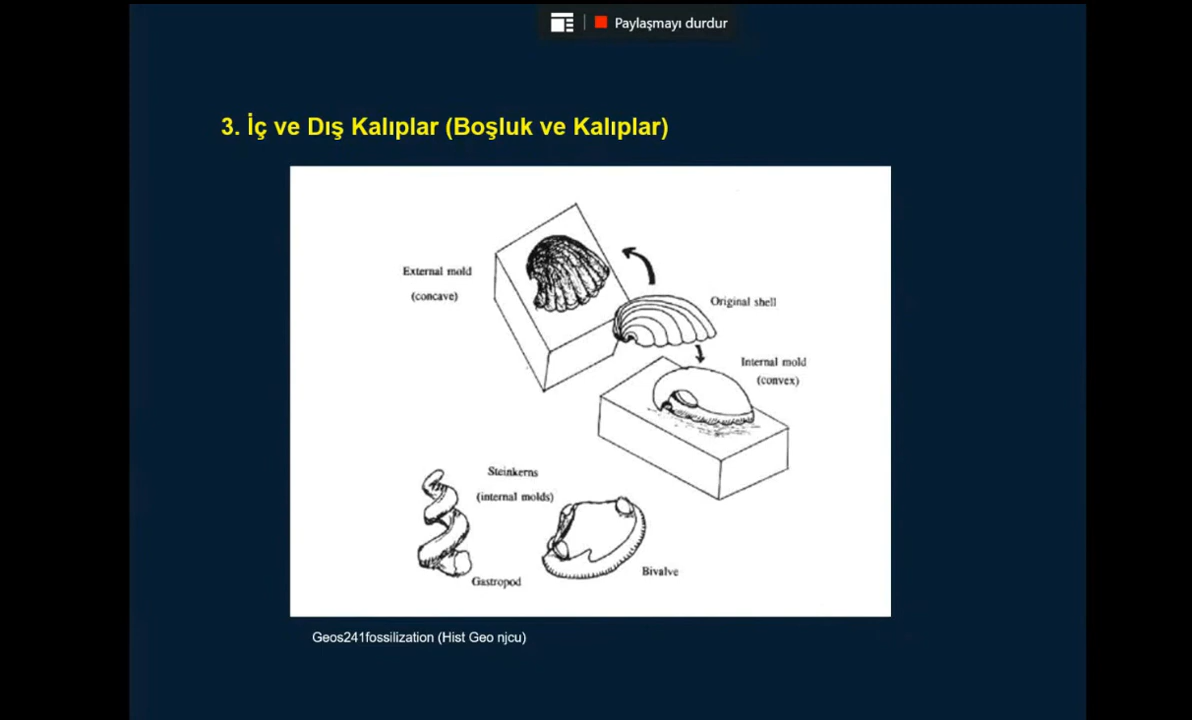 Paylaşmayı durdur
3. İç ve Dış Kalıplar (Boşluk ve Kalıplar)
External mold
(concave)
Original shell
Internal mold
(convex)
Steinkerns
(internal molds)
Gastropod
Bivalve
Geos241fossilization (Hist Geo njcu)